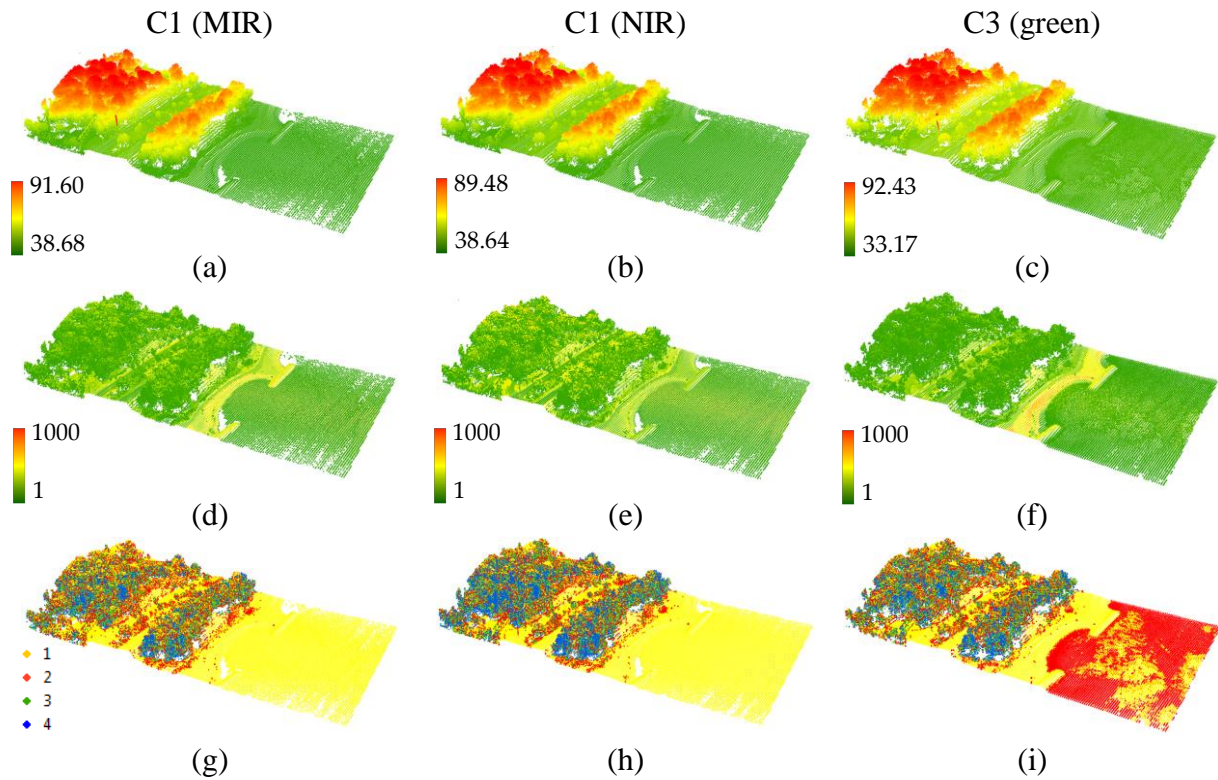 C1 (MIR) C1 (NIR) C3 (green)
91.60 89.48 92.43
38.68 38.64 33.17
(a) (b) (c)
1000 1000 1000
1 1 1
(d) (e) (f)
1
2
3
4
(g) (h) (i)